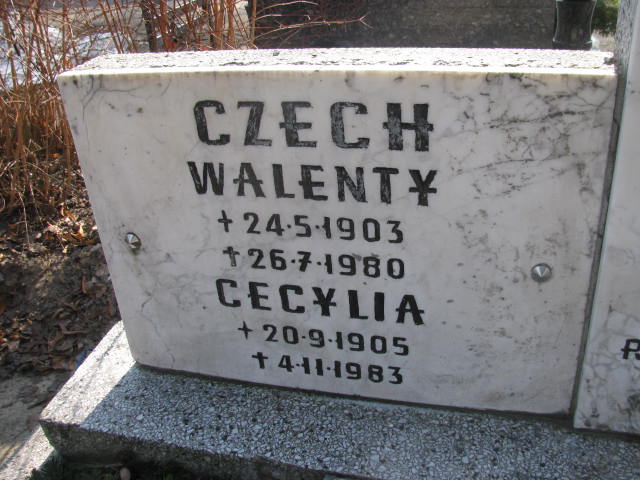 CZECH
WALENTY
+ 24·5·1903
✝ 26·7·1980
CECYLIA
+ 20·9·1905
✝ 4·11·1983